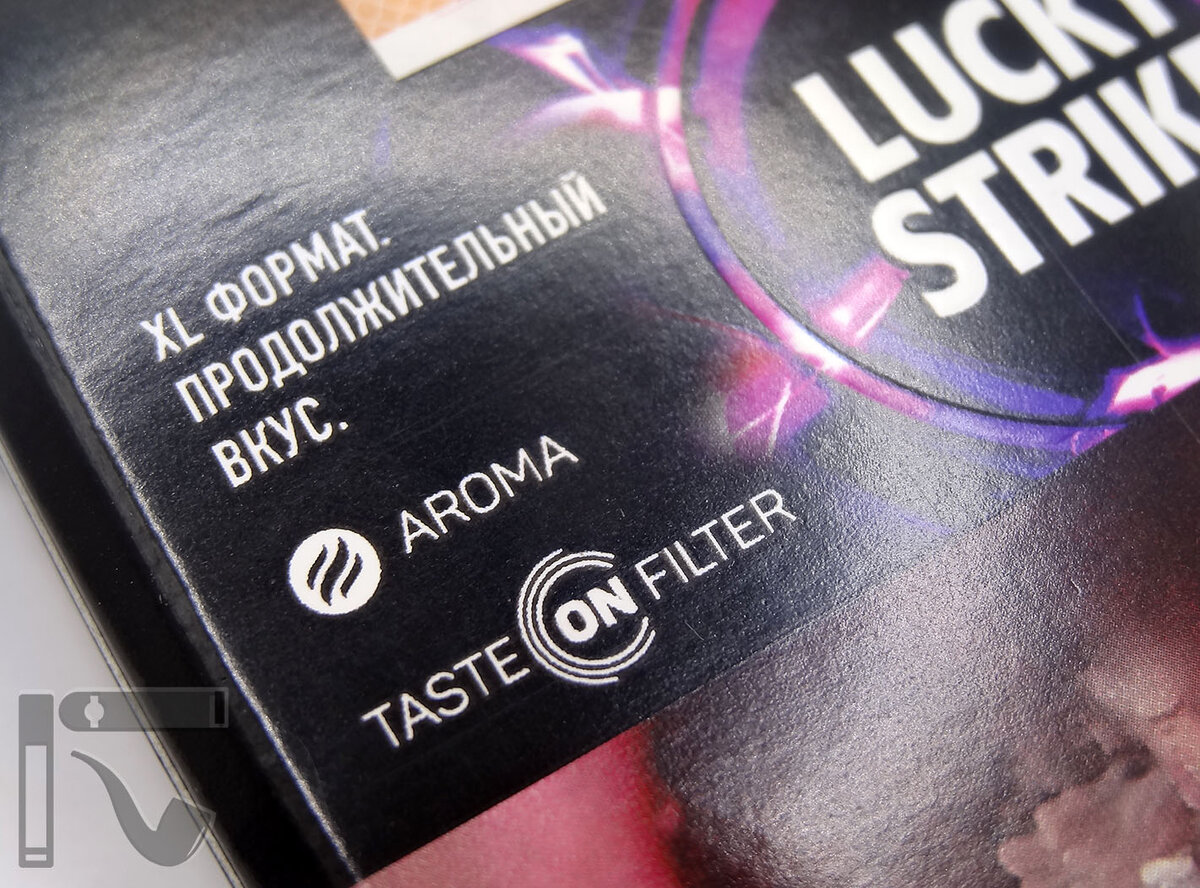 LUCKY
STRIKE
XL ФОРМАТ.
ПРОДОЛЖИТЕЛЬНЫЙ
ВКУС.
AROMA
TASTE ON FILTER